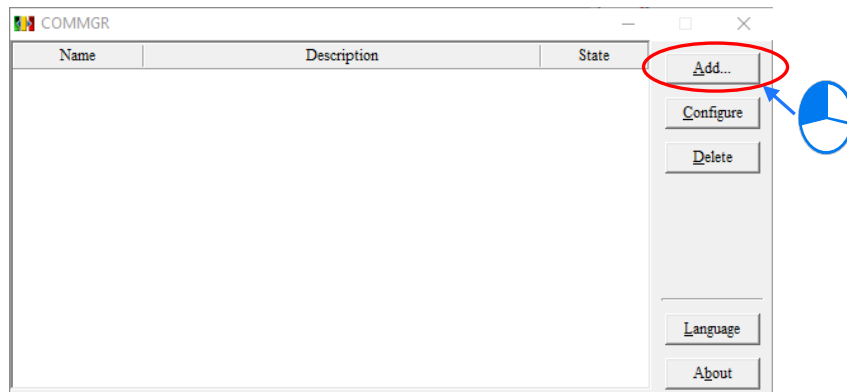 COMMGR
Name Description State
Add...
Configure
Delete
Language
About